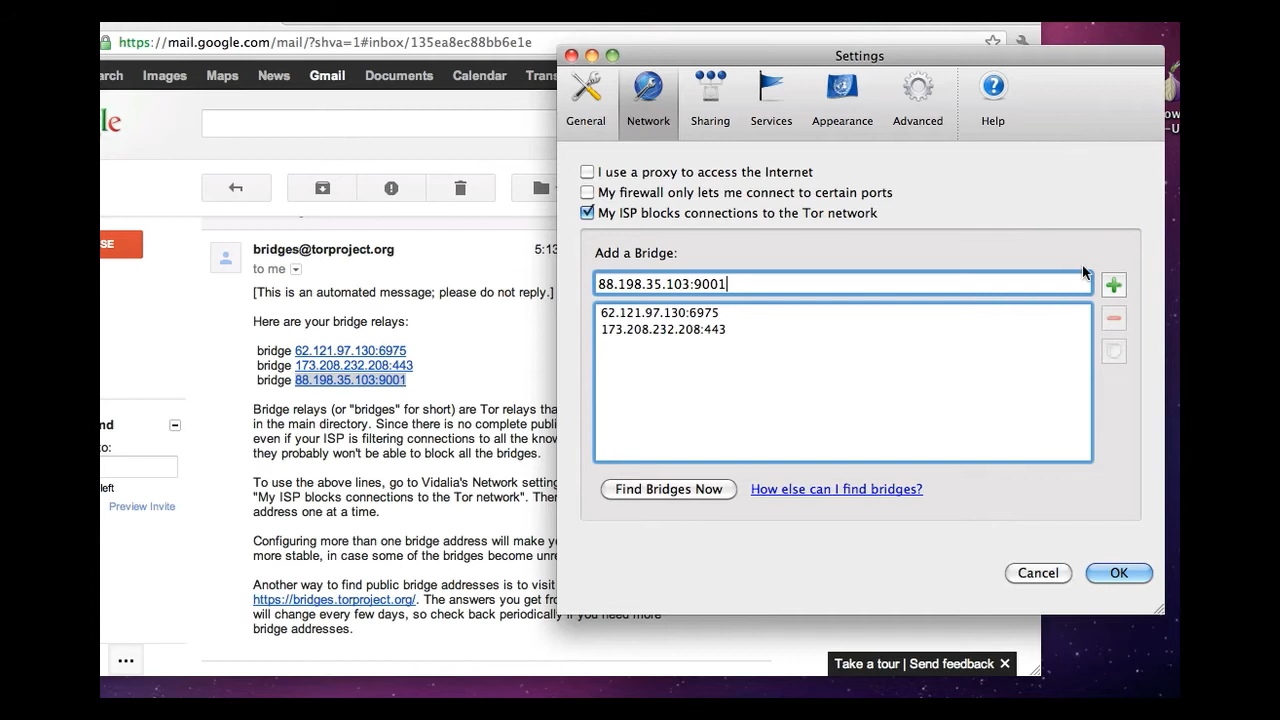 https://mail.google.com/mail/?shva=1#inbox/135ea8ec88bb6e1e
arch Images Maps News Gmail Documents Calendar Tran
le
SE
bridges@torproject.org 5:13
to me
[This is an automated message; please do not reply.]
Here are your bridge relays:
bridge 62.121.97.130:6975
bridge 173.208.232.208:443
bridge 88.198.35.103:9001
Bridge relays (or "bridges" for short) are Tor relays tha
in the main directory. Since there is no complete publi
even if your ISP is filtering connections to all the know
they probably won't be able to block all the bridges.
To use the above lines, go to Vidalia's Network setting
"My ISP blocks connections to the Tor network". Then
address one at a time.
Configuring more than one bridge address will make yo
more stable, in case some of the bridges become unre
Another way to find public bridge addresses is to visit
https://bridges.torproject.org/. The answers you get fro
will change every few days, so check back periodically if you need more
bridge addresses.
nd
to:
left
Preview Invite
Take a tour | Send feedback
Settings
General Network Sharing Services Appearance Advanced Help
I use a proxy to access the Internet
My firewall only lets me connect to certain ports
My ISP blocks connections to the Tor network
Add a Bridge:
88.198.35.103:9001
62.121.97.130:6975
173.208.232.208:443
Find Bridges Now How else can I find bridges?
Cancel OK
ow
-U